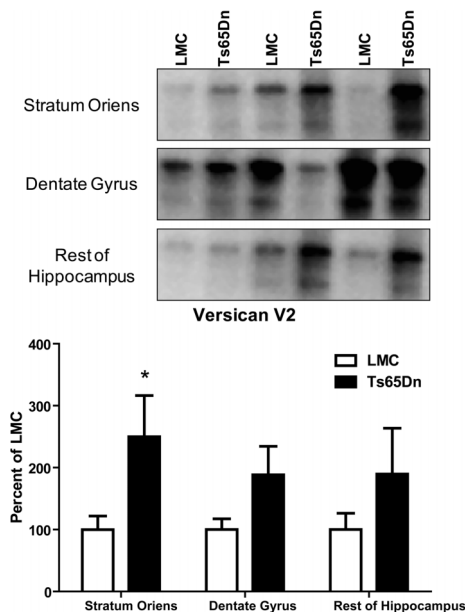 LMC Ts65Dn LMC Ts65Dn LMC Ts65Dn
Stratum Oriens
Dentate Gyrus
Rest of
Hippocampus
Versican V2
400
300
200
100
0
Percent of LMC
*
LMC
Ts65Dn
Stratum Oriens Dentate Gyrus Rest of Hippocampus